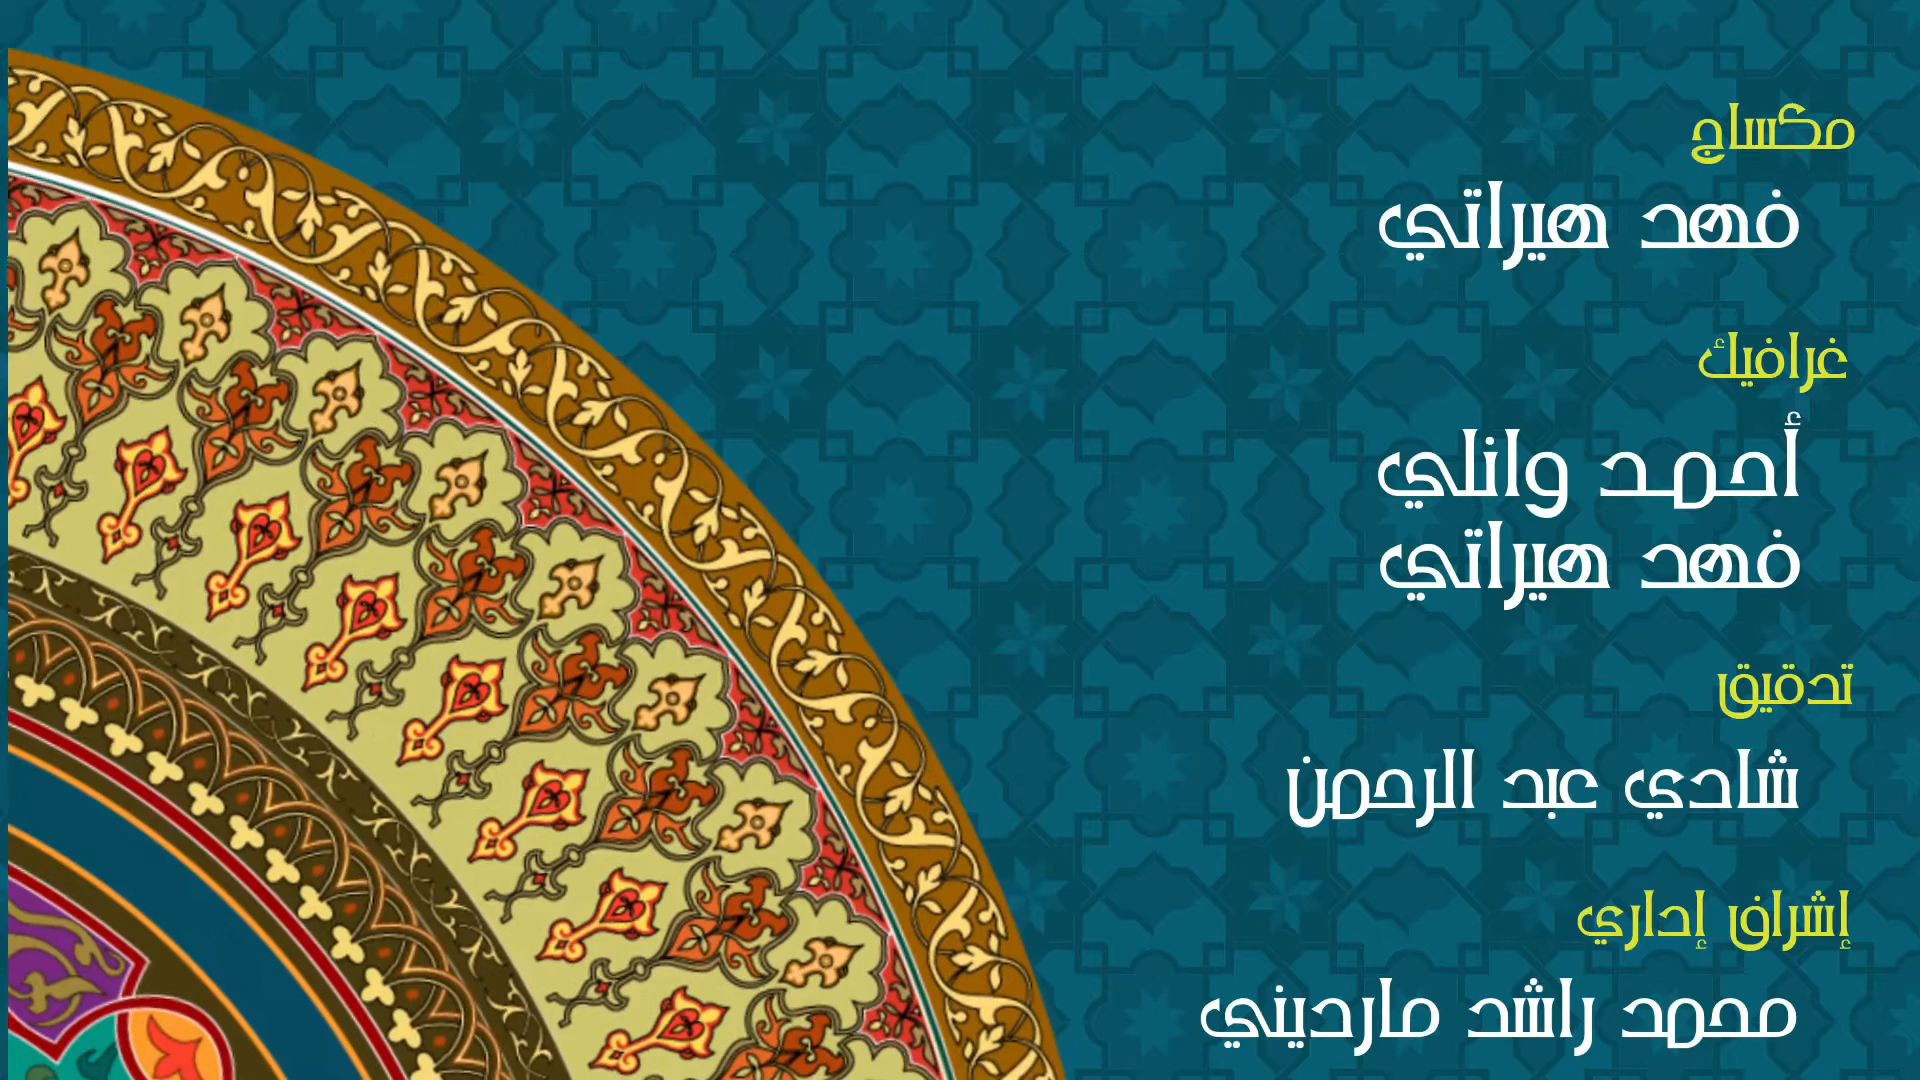 مكساج
فهد هيراتي
غرافيك
أحمد وانلي
فهد هيراتي
تدقيق
شادي عبد الرحمن
إشراف إداري
محمد راشد مارديني